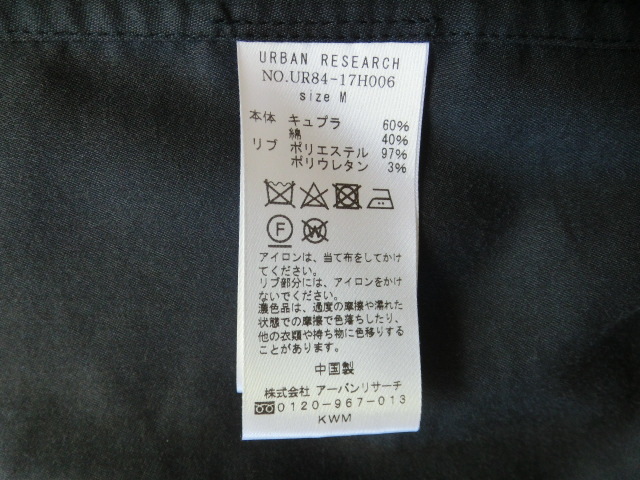 URBAN RESEARCH
NO.UR84-17H006
size M
本体 キュプラ 60%
綿 40%
リブ ポリエステル 97%
ポリウレタン 3%
F W
アイロンは、当て布をしてかけ
てください。
リブ部分には、アイロンをかけ
ないでください。
濃色品は、過度の摩擦や濡れた
状態での摩擦で色落ちしたり、
他の衣類や持ち物に色移りする
ことがあります。
中国製
株式会社 アーバンリサーチ
0120-967-013
KWM